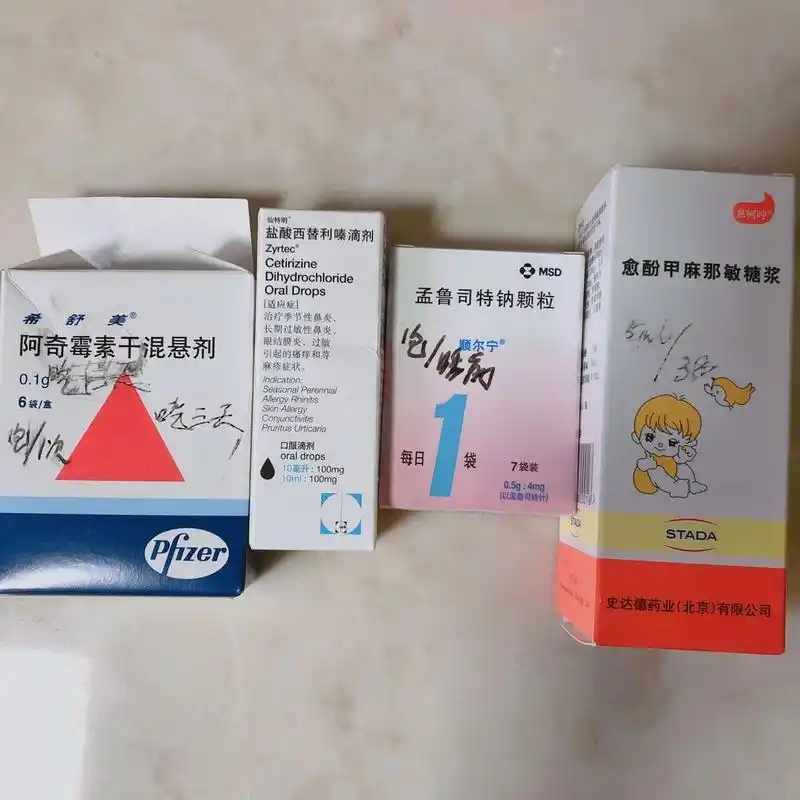 希舒美®
阿奇霉素干混悬剂
0.1g
6袋/盒
吃三天
Pfizer
仙特明®
盐酸西替利嗪滴剂
Zyrtec®
Cetirizine
Dihydrochloride
Oral Drops
[适应症]
治疗季节性鼻炎、
长期过敏性鼻炎、
眼结膜炎、过敏
引起的瘙痒和荨
麻疹症状。
Indication:
Seasonal Perennial
Allergy Rhinitis
Skin Allergy
Conjunctivitis
Pruritus Urticaria
口服滴剂
oral drops
10毫升:100mg
10ml:100mg
MSD
孟鲁司特钠颗粒
顺尔宁®
每日1袋
7袋装
0.5g:4mg
(以孟鲁司特计)
愈酚甲麻那敏糖浆
5ml/
STADA
史达德药业(北京)有限公司